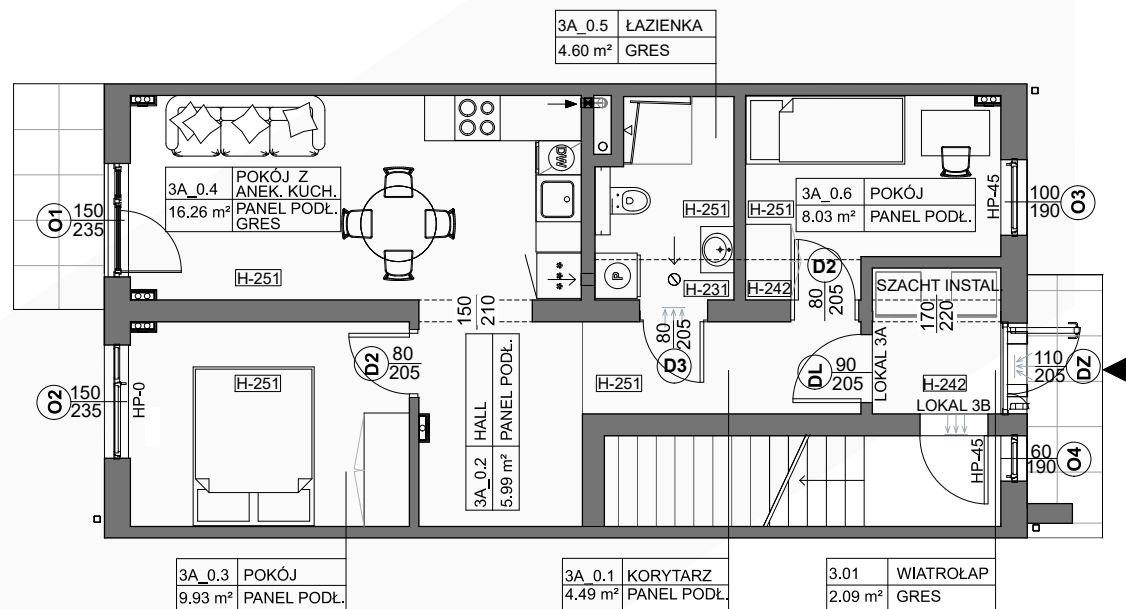 3A_0.5 ŁAZIENKA
4.60 m² GRES
3A_0.4 POKÓJ Z
ANEK. KUCH.
16.26 m² PANEL PODŁ.
GRES
H-251
DW
***
P
H-251
H-231
3A_0.6 POKÓJ
8.03 m² PANEL PODŁ.
H-251
H-242
HP-45
100
190
O3
O1
150
235
D2
80
205
SZACHT INSTAL.
170
220
150
210
80
205
D3
H-251
DL
90
205
LOKAL 3A
H-242
LOKAL 3B
110
205
DZ
O2
150
235
HP-0
H-251
D2
80
205
3A_0.2 HALL
5.99 m² PANEL PODŁ.
HP-45
60
190
O4
3A_0.3 POKÓJ
9.93 m² PANEL PODŁ.
3A_0.1 KORYTARZ
4.49 m² PANEL PODŁ.
3.01 WIATROŁAP
2.09 m² GRES